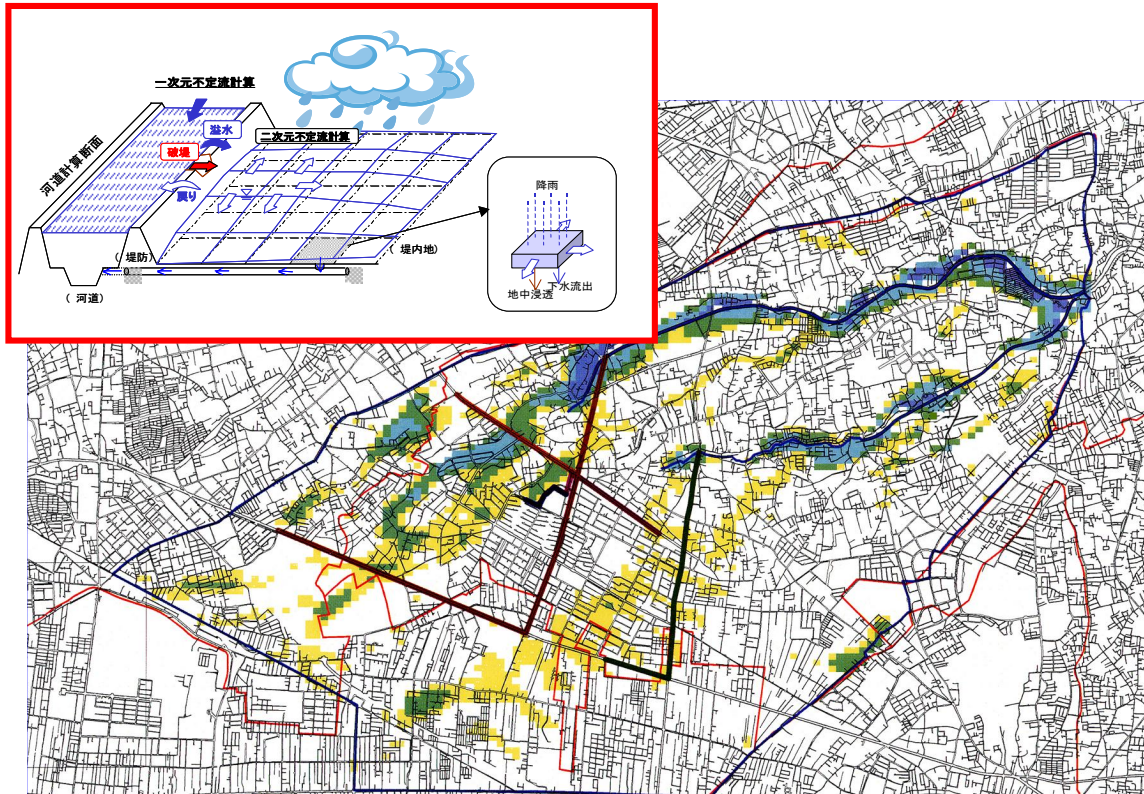 一次元不定流計算
溢水
破堤
戻り
二次元不定流計算
河道計算断面
(堤防)
(河道)
(堤内地)
降雨
地中浸透
下水流出